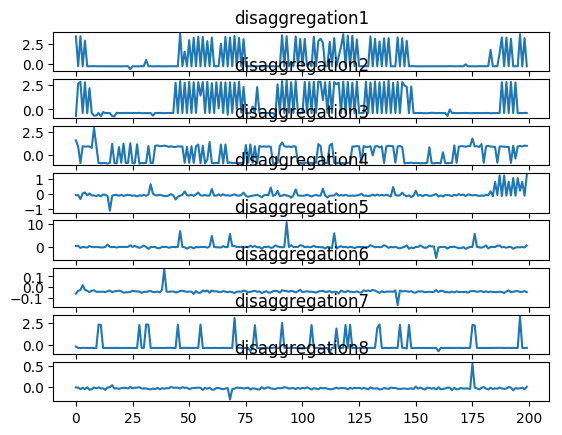 disaggregation1
2.5
0.0
disaggregation2
2.5
0.0
disaggregation3
2.5
0.0
disaggregation4
1
0
−1
disaggregation5
10
0
disaggregation6
0.1
0.0
−0.1
disaggregation7
2.5
0.0
disaggregation8
0.5
0.0
0 25 50 75 100 125 150 175 200